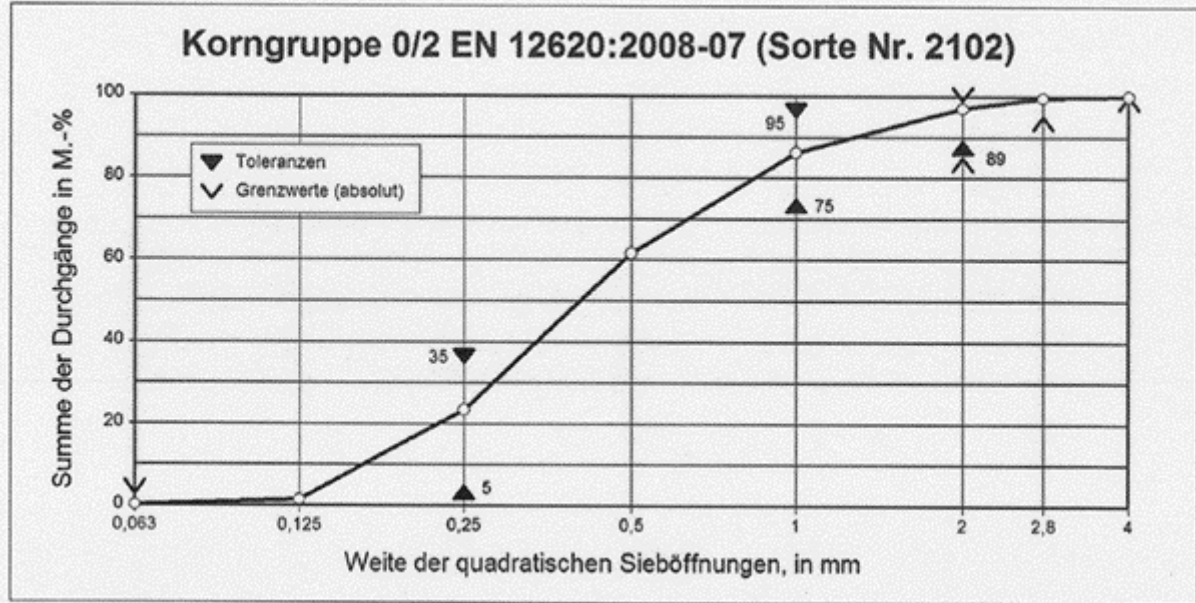 Korngruppe 0/2 EN 12620:2008-07 (Sorte Nr. 2102)
Summe der Durchgänge in M.-%
100
80
60
40
20
0
Toleranzen
Grenzwerte (absolut)
35
5
95
75
89
0,063 0,125 0,25 0,5 1 2 2,8 4
Weite der quadratischen Sieböffnungen, in mm